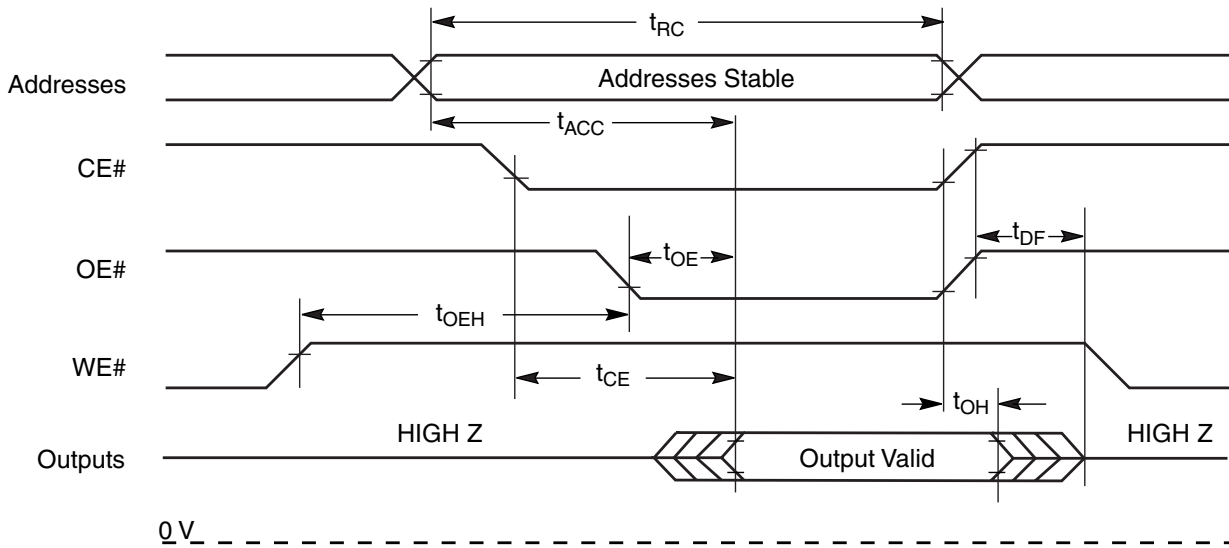 tRC
Addresses
Addresses Stable
tACC
CE#
tDF
OE#
tOE
tOEH
WE#
tCE
tOH
HIGH Z
HIGH Z
Outputs
Output Valid
0 V